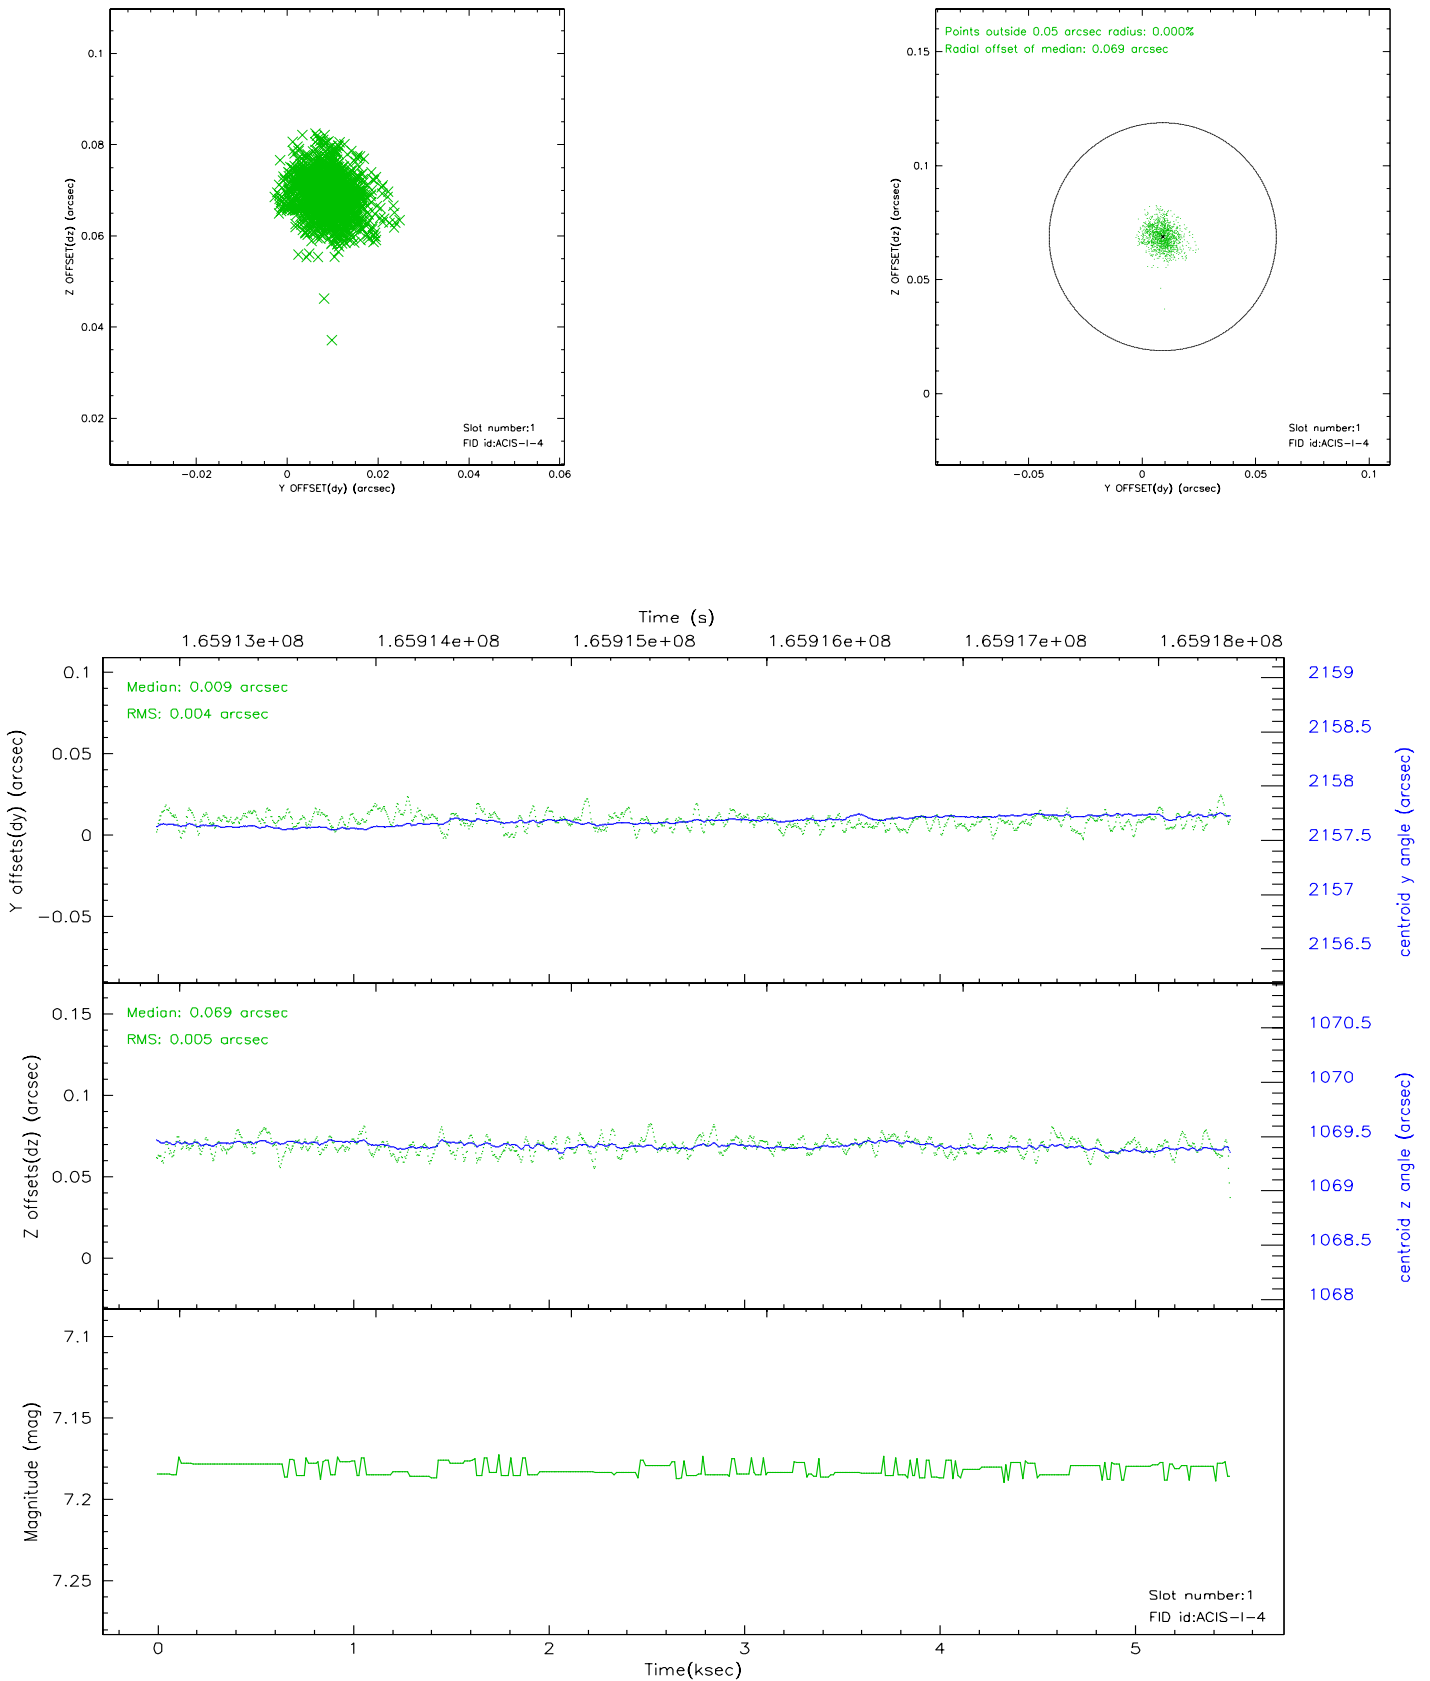 0.1
0.08
0.06
0.04
0.02
Z OFFSET(dz) (arcsec)
−0.02 0 0.02 0.04 0.06
Y OFFSET(dy) (arcsec)
Slot number:1
FID id:ACIS−I−4
Points outside 0.05 arcsec radius: 0.000%
Radial offset of median: 0.069 arcsec
0.15
0.1
0.05
0
Z OFFSET(dz) (arcsec)
−0.05 0 0.05 0.1
Y OFFSET(dy) (arcsec)
Slot number:1
FID id:ACIS−I−4
Time (s)
1.65913e+08 1.65914e+08 1.65915e+08 1.65916e+08 1.65917e+08 1.65918e+08
Median: 0.009 arcsec
RMS: 0.004 arcsec
0.1
0.05
0
−0.05
Y offsets(dy) (arcsec)
2159
2158.5
2158
2157.5
2157
2156.5
centroid y angle (arcsec)
Median: 0.069 arcsec
RMS: 0.005 arcsec
0.15
0.1
0.05
0
Z offsets(dz) (arcsec)
1070.5
1070
1069.5
1069
1068.5
1068
centroid z angle (arcsec)
7.1
7.15
7.2
7.25
Magnitude (mag)
Slot number:1
FID id:ACIS−I−4
0 1 2 3 4 5
Time(ksec)